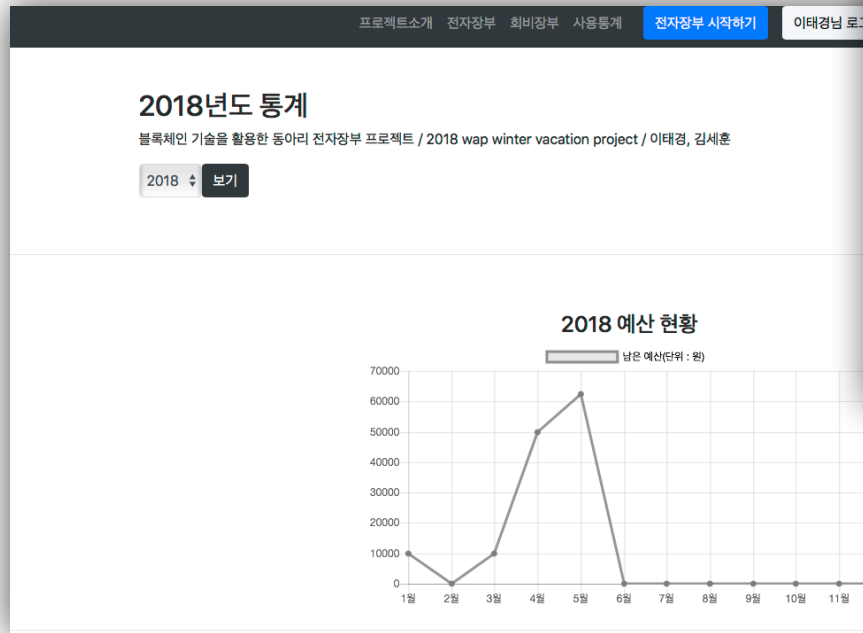 프로젝트소개 전자장부 회비장부 사용통계 전자장부 시작하기 이태경님
2018년도 통계
블록체인 기술을 활용한 동아리 전자장부 프로젝트 / 2018 wap winter vacation project / 이태경, 김세훈
2018 보기
2018 예산 현황
남은 예산(단위 : 원)
70000
60000
50000
40000
30000
20000
10000
0
1월 2월 3월 4월 5월 6월 7월 8월 9월 10월 11월